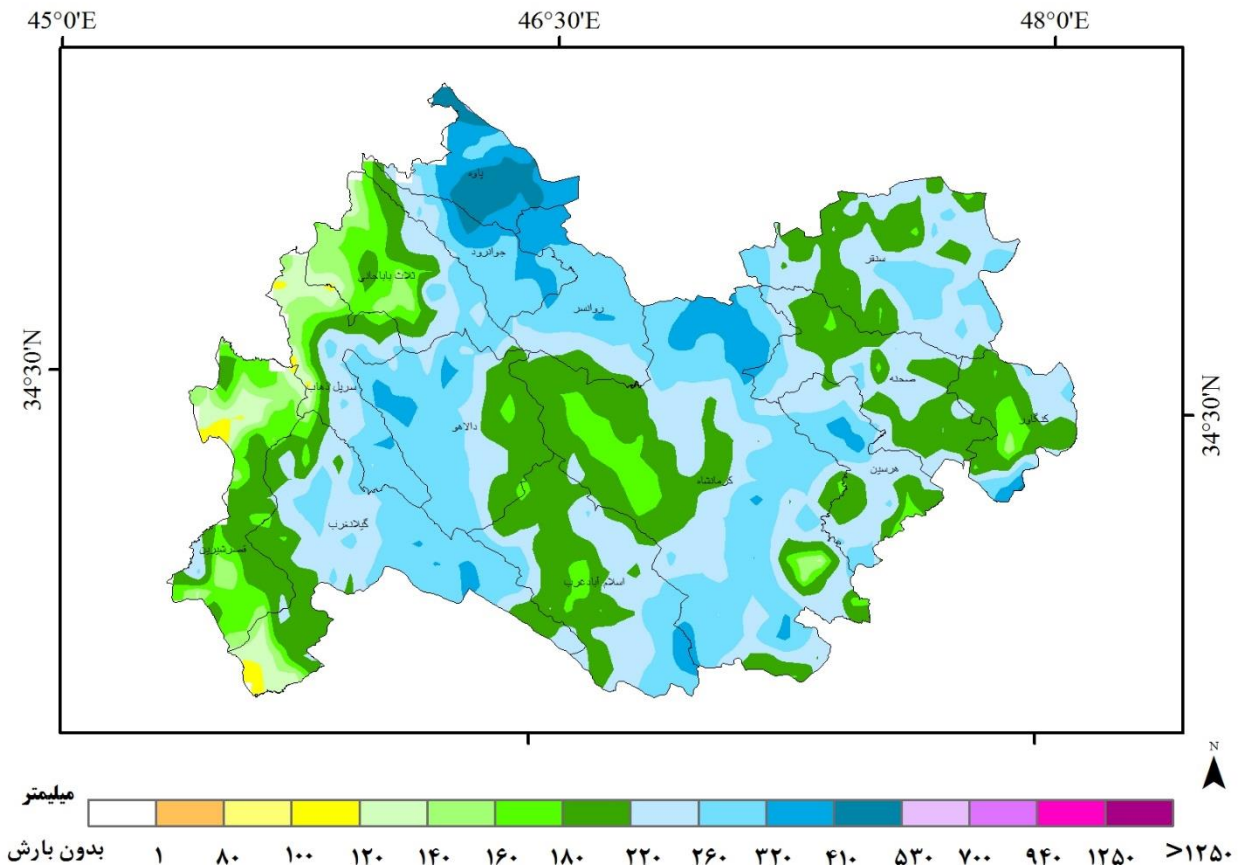 45°0'E 46°30'E 48°0'E
پاوه
جوانرود
سنقر
ثلاث باباجانی
روانسر
34°30'N
صحنه
سرپل ذهاب
34°30'N
کنگاور
دالاهو
هرسین
کرمانشاه
گیلانغرب
قصرشیرین
اسلام آبادغرب
N
میلیمتر
بدون بارش ۱ ۸۰ ۱۰۰ ۱۲۰ ۱۴۰ ۱۶۰ ۱۸۰ ۲۲۰ ۲۶۰ ۳۲۰ ۴۱۰ ۵۳۰ ۷۰۰ ۹۴۰ ۱۲۵۰ >۱۲۵۰